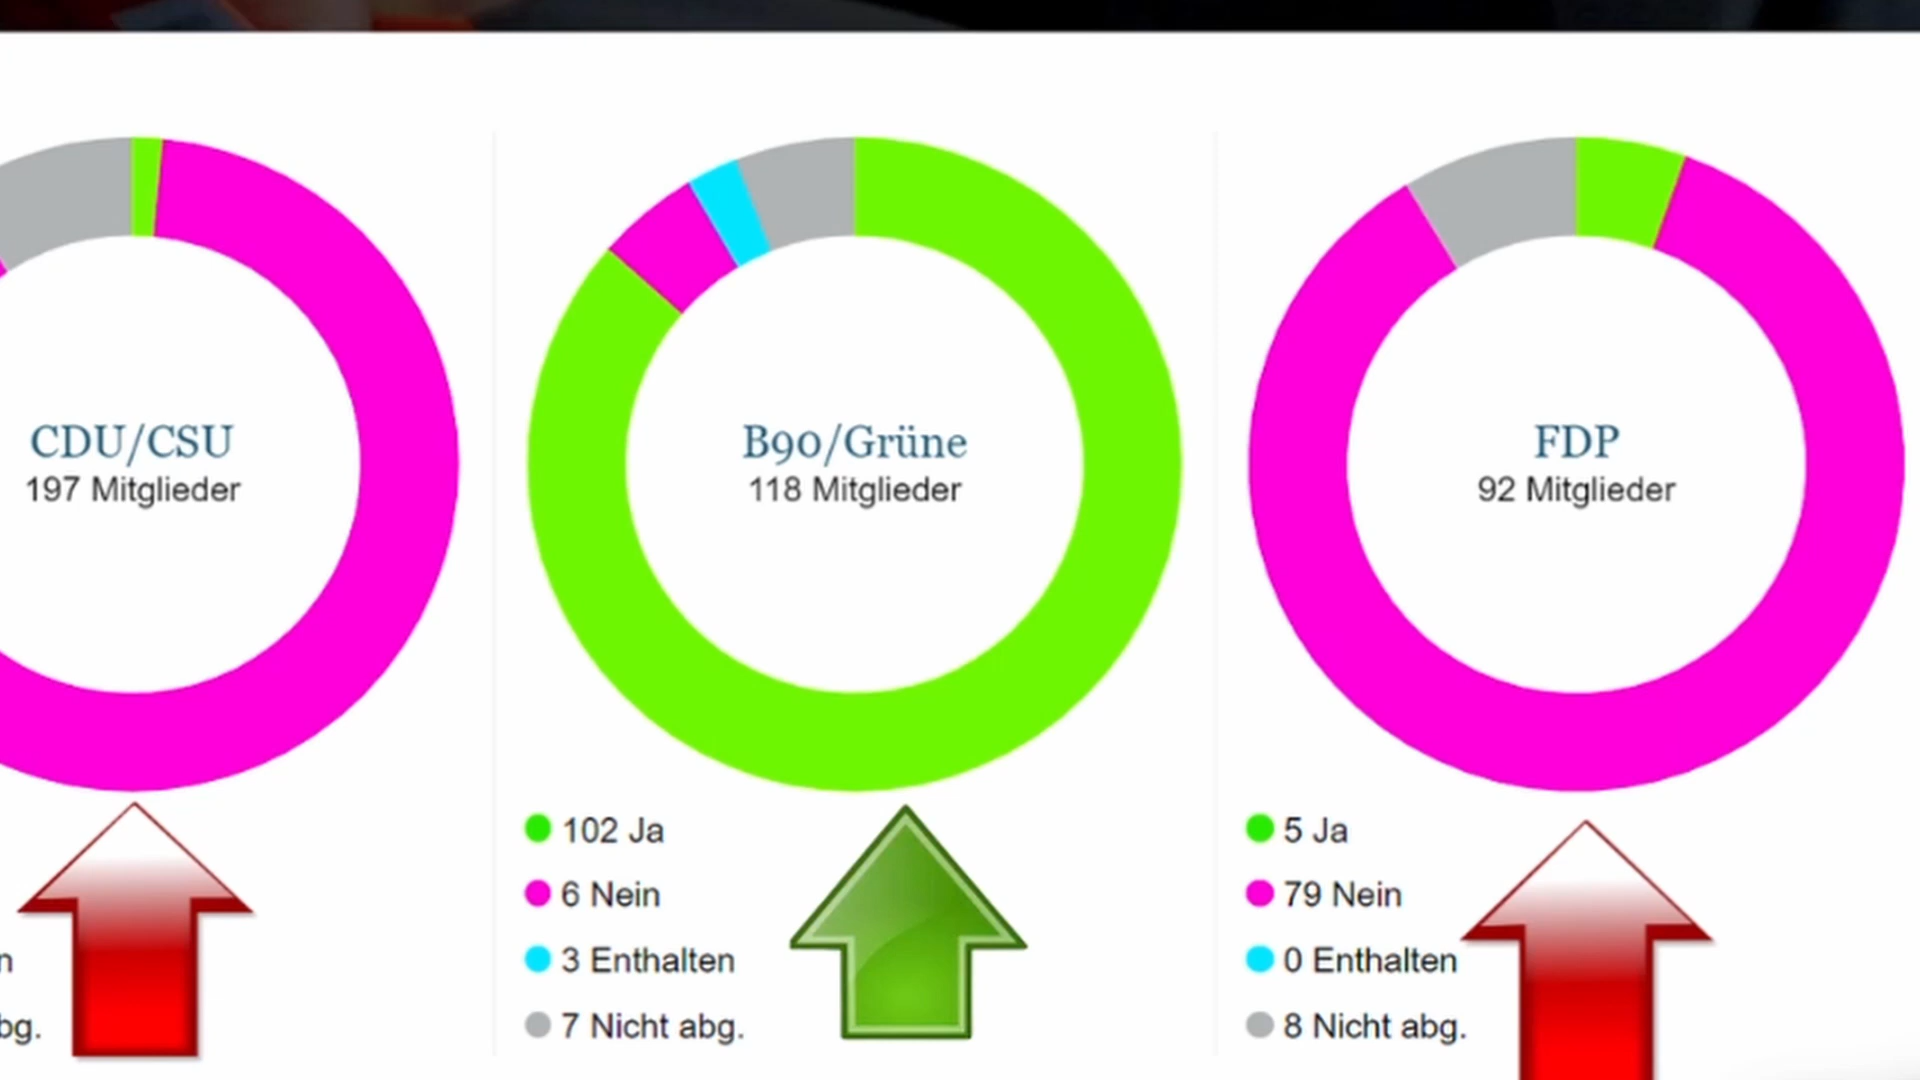 CDU/CSU
197 Mitglieder
n
bg.
B90/Grüne
118 Mitglieder
102 Ja
6 Nein
3 Enthalten
7 Nicht abg.
FDP
92 Mitglieder
5 Ja
79 Nein
0 Enthalten
8 Nicht abg.